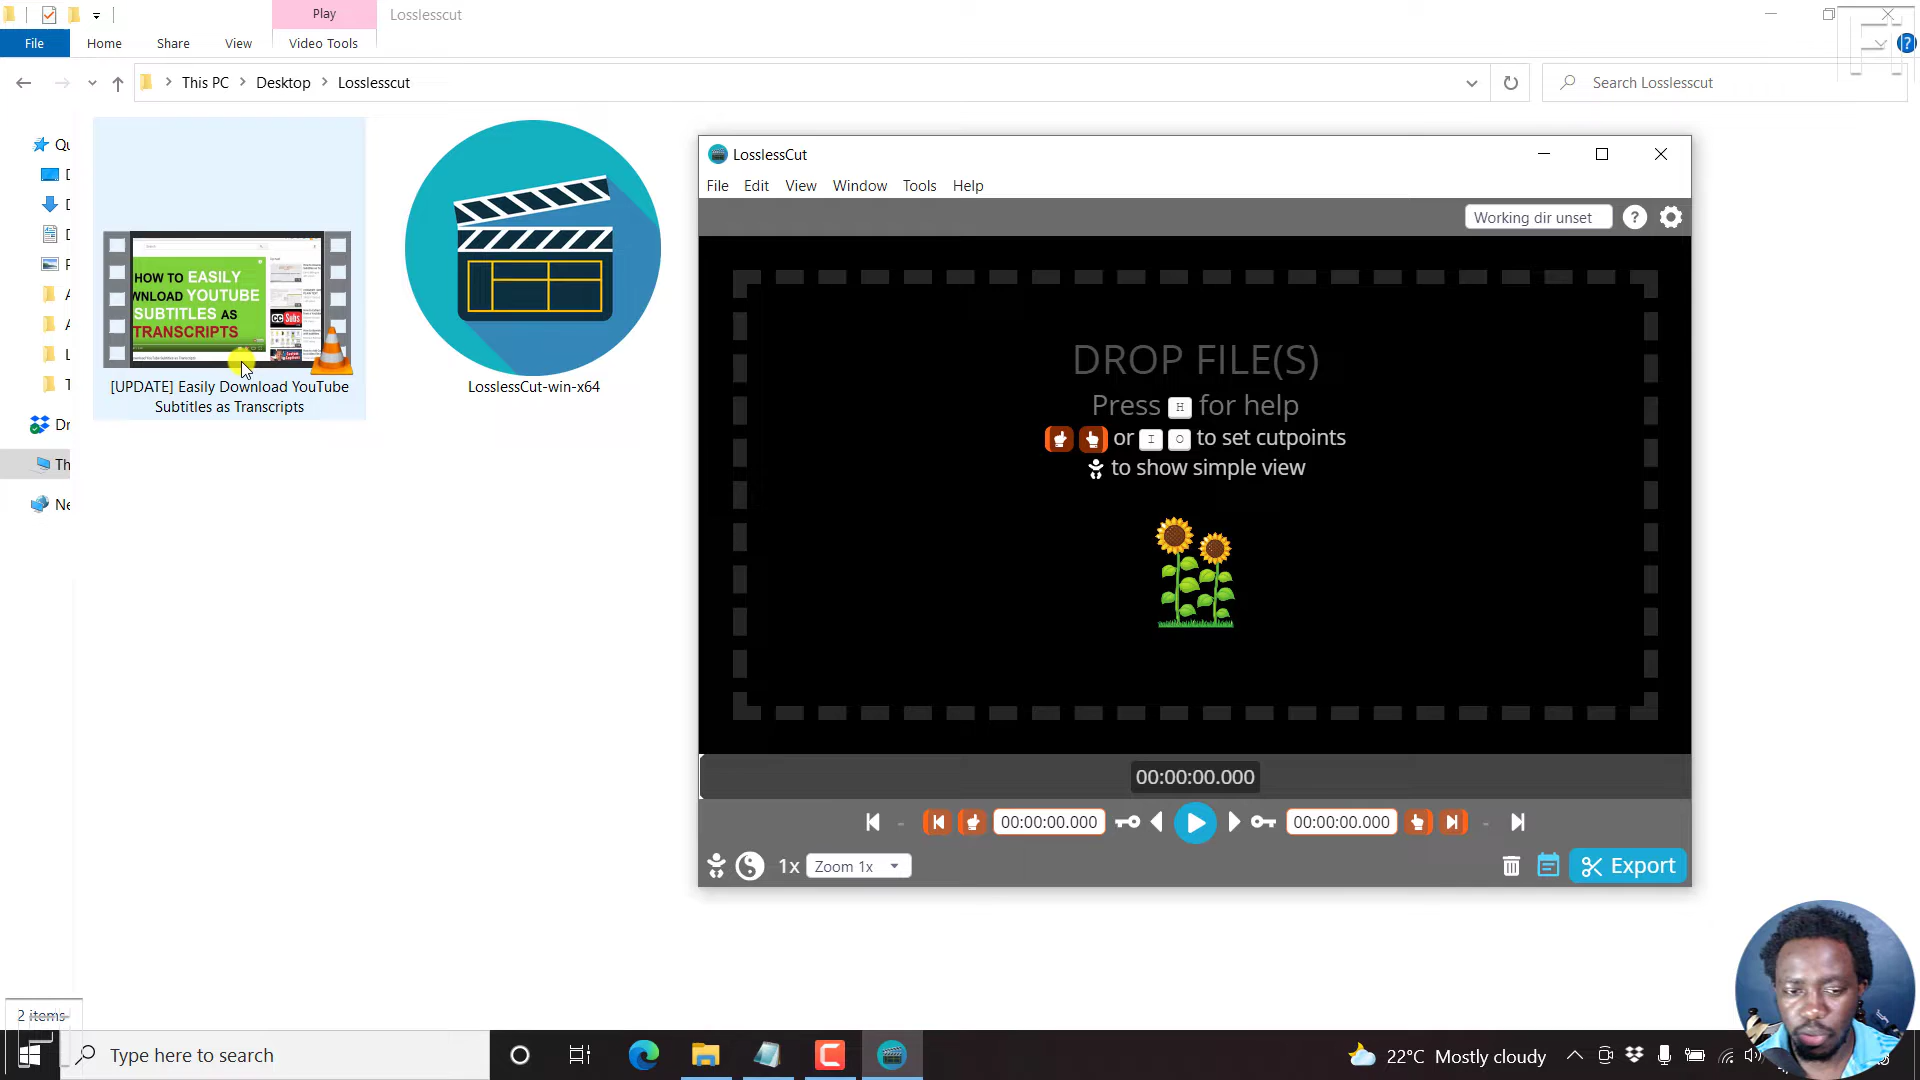 Play
Losslesscut
File
Home
Share
View
Video Tools
This PC
Desktop
Losslesscut
Search Losslesscut
Qu
D
D
D
P
A
A
L
T
Dr
Th
Ne
HOW TO EASILY
WNLOAD YOUTUBE
SUBTITLES AS
TRANSCRIPTS
[UPDATE] Easily Download YouTube
Subtitles as Transcripts
LosslessCut-win-x64
LosslessCut
File
Edit
View
Window
Tools
Help
Working dir unset
?
DROP FILE(S)
Press H for help
or I O to set cutpoints
to show simple view
00:00:00.000
00:00:00.000
00:00:00.000
1x
Zoom 1x
Export
2 items
Type here to search
22°C Mostly cloudy